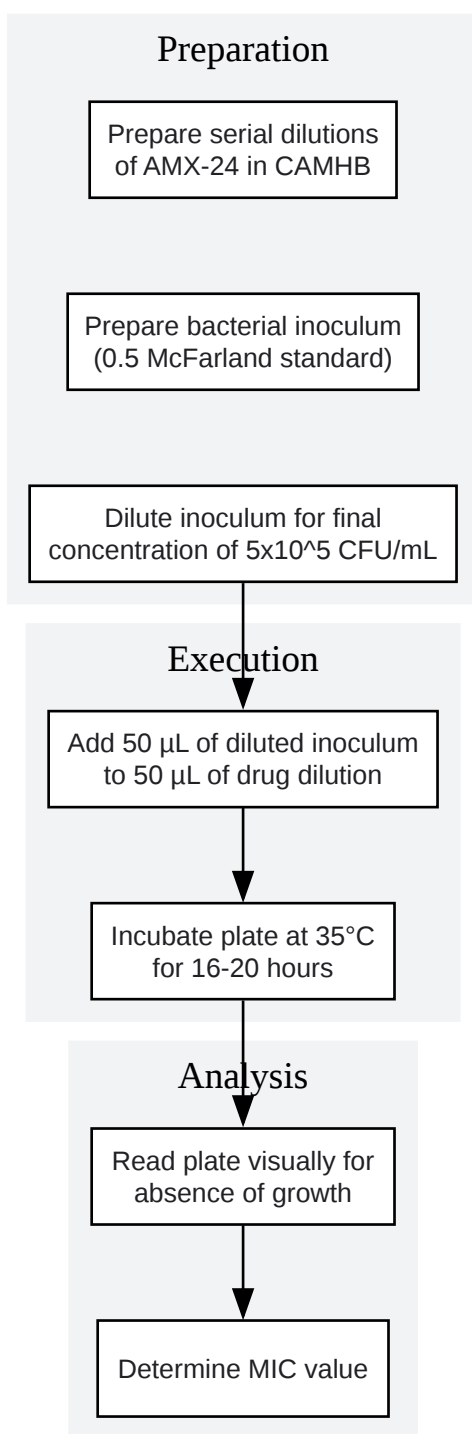 Preparation
Prepare serial dilutions
of AMX-24 in CAMHB
Prepare bacterial inoculum
(0.5 McFarland standard)
Dilute inoculum for final
concentration of 5x10^5 CFU/mL
Execution
Add 50 µL of diluted inoculum
to 50 µL of drug dilution
Incubate plate at 35°C
for 16-20 hours
Analysis
Read plate visually for
absence of growth
Determine MIC value